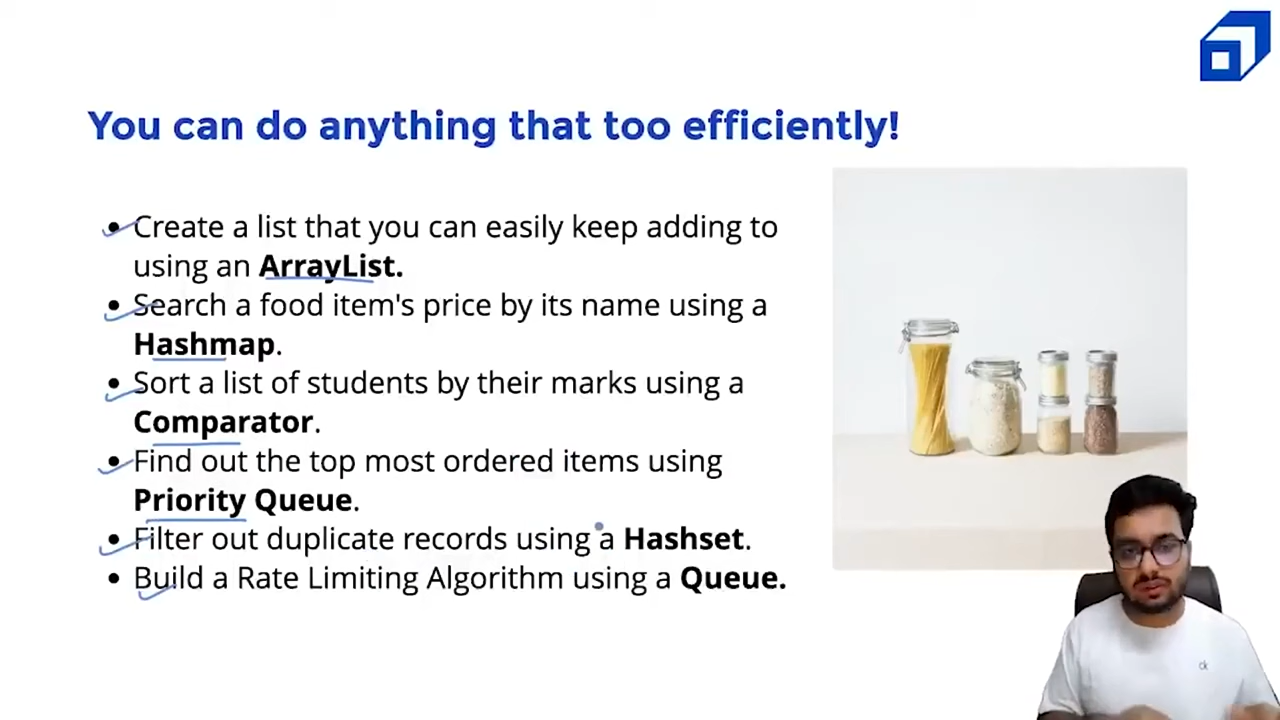 You can do anything that too efficiently!
• Create a list that you can easily keep adding to
using an ArrayList.
• Search a food item's price by its name using a
Hashmap.
• Sort a list of students by their marks using a
Comparator.
• Find out the top most ordered items using
Priority Queue.
• Filter out duplicate records using a Hashset.
• Build a Rate Limiting Algorithm using a Queue.
ck